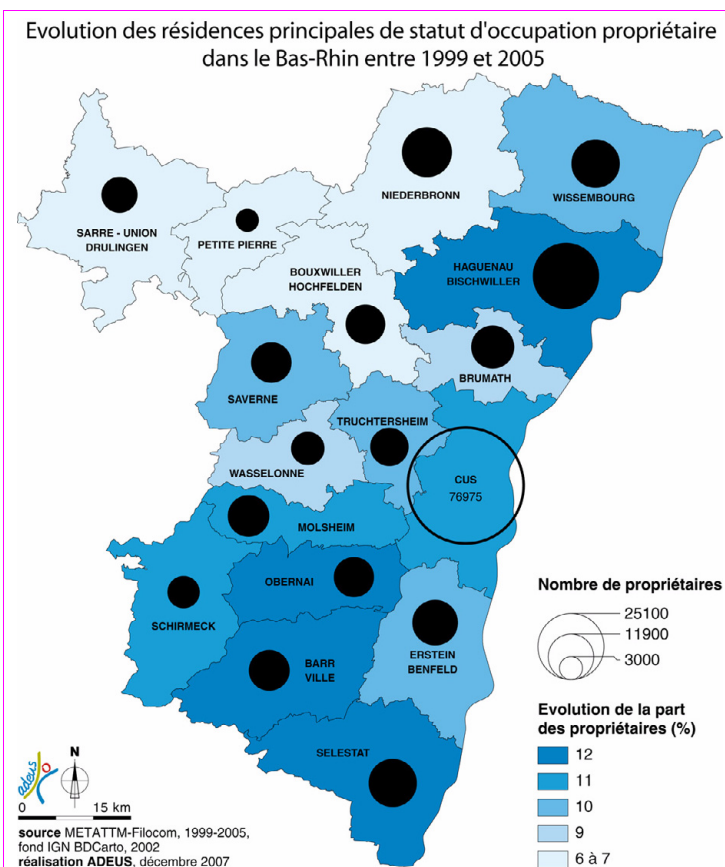 Evolution des résidences principales de statut d'occupation propriétaire
dans le Bas-Rhin entre 1999 et 2005
NIEDERBRONN
WISSEMBOURG
SARRE - UNION
DRULINGEN
PETITE PIERRE
BOUXWILLER
HOCHFELDEN
HAGUENAU
BISCHWILLER
BRUMATH
SAVERNE
TRUCHTERSHEIM
WASSELONNE
CUS
76975
MOLSHEIM
OBERNAI
SCHIRMECK
ERSTEIN
BENFELD
BARR
VILLE
SELESTAT
Nombre de propriétaires
25100
11900
3000
Evolution de la part
des propriétaires (%)
12
11
10
9
6 à 7
adeus
N
0 15 km
source METATTM-Filocom, 1999-2005,
fond IGN BDCarto, 2002
réalisation ADEUS, décembre 2007